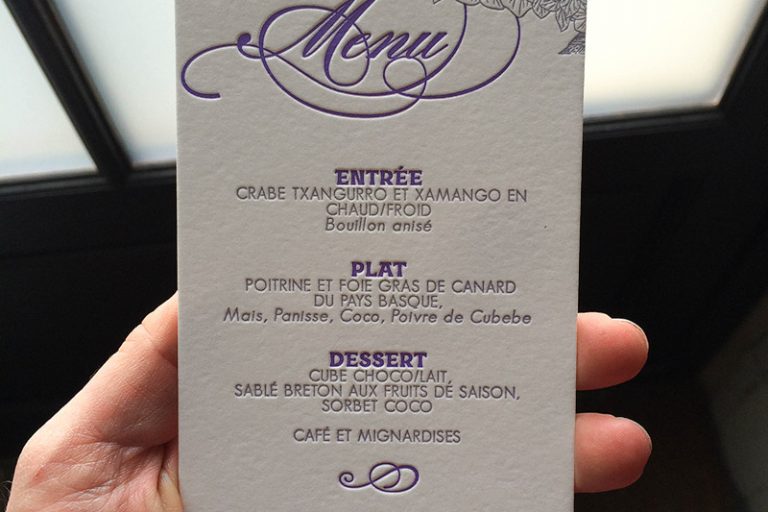 Menu
ENTRÉE
CRABE TXANGURRO ET XAMANGO EN
CHAUD/FROID
Bouillon anisé
PLAT
POITRINE ET FOIE GRAS DE CANARD
DU PAYS BASQUE,
Mais, Panisse, Coco, Poivre de Cubebe
DESSERT
CUBE CHOCO/LAIT,
SABLÉ BRETON AUX FRUITS DE SAISON,
SORBET COCO
CAFÉ ET MIGNARDISES